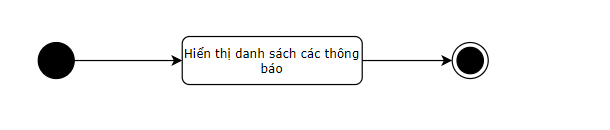 Hiển thị danh sách các thông
báo